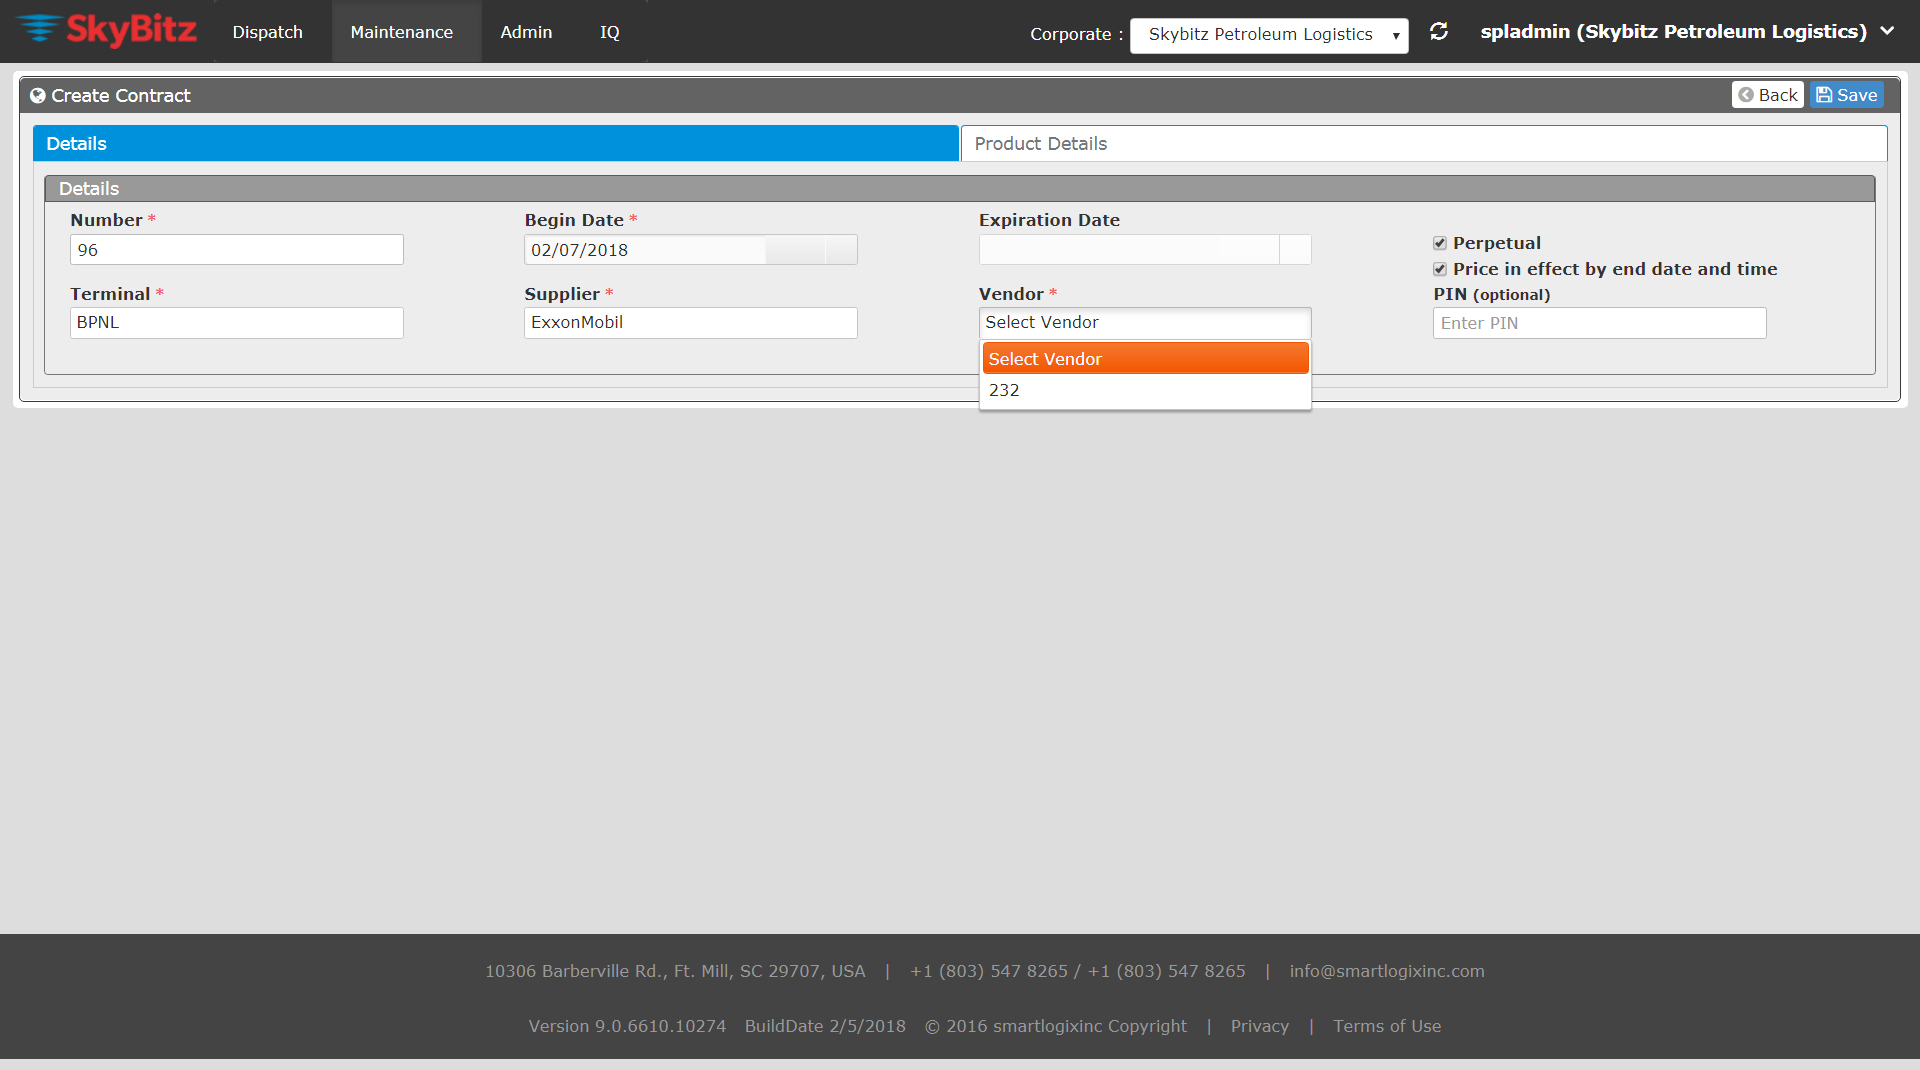 SkyBitz Dispatch Maintenance Admin IQ Corporate : Skybitz Petroleum Logistics spladmin (Skybitz Petroleum Logistics)
Create Contract Back Save
Details Product Details
Details
Number * Begin Date * Expiration Date
96 02/07/2018 Perpetual
Price in effect by end date and time
Terminal * Supplier * Vendor * PIN (optional)
BPNL ExxonMobil Select Vendor Enter PIN
Select Vendor
232
10306 Barberville Rd., Ft. Mill, SC 29707, USA | +1 (803) 547 8265 / +1 (803) 547 8265 | info@smartlogixinc.com
Version 9.0.6610.10274 BuildDate 2/5/2018 © 2016 smartlogixinc Copyright | Privacy | Terms of Use